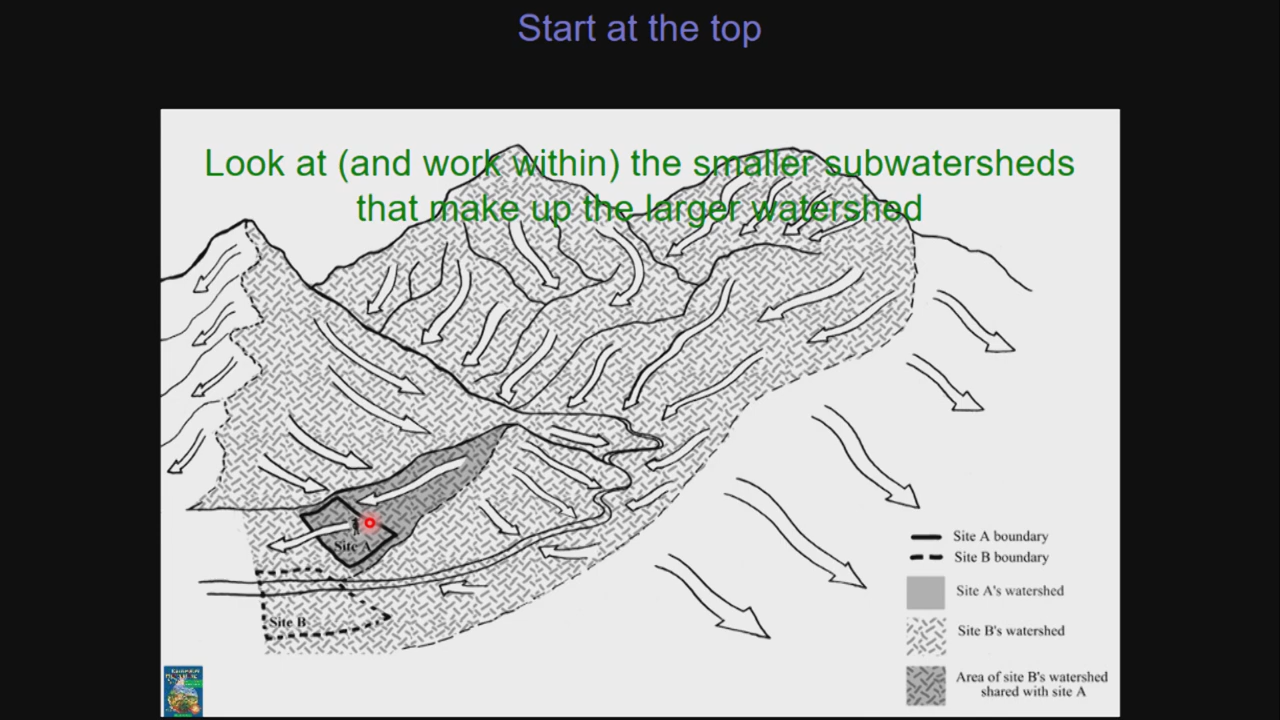 Start at the top
Look at (and work within) the smaller subwatersheds
that make up the larger watershed
Site A
Site B
Site A boundary
Site B boundary
Site A's watershed
Site B's watershed
Area of site B's watershed
shared with site A